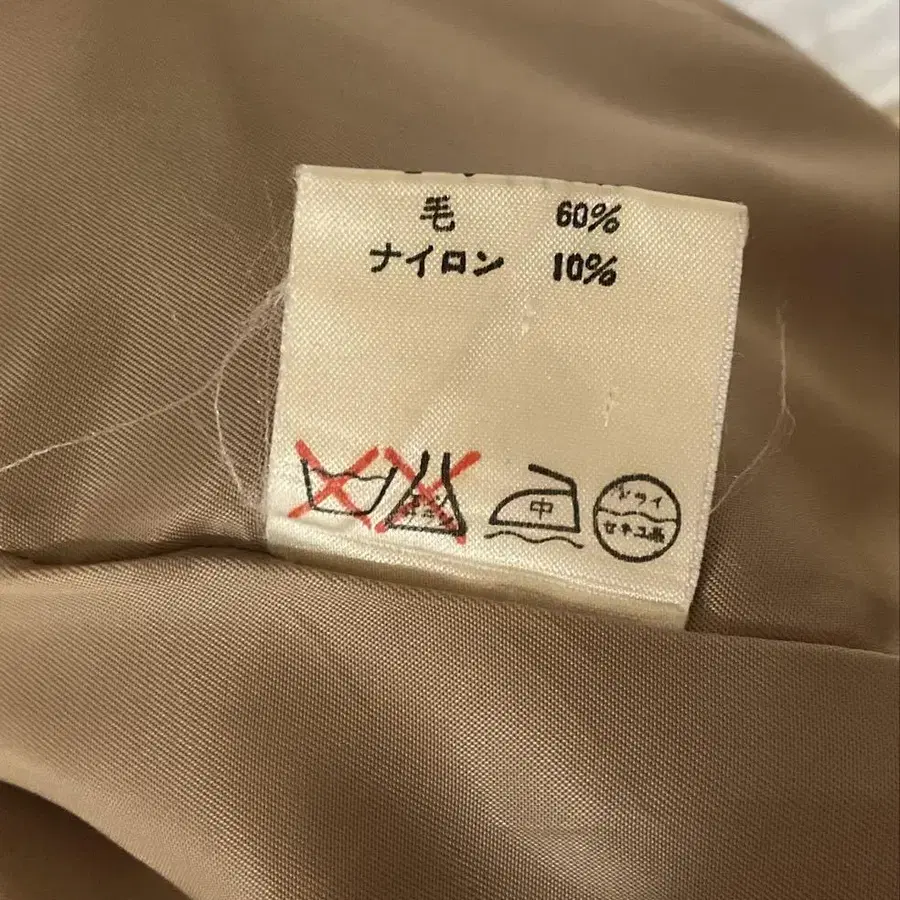 毛 60%
ナイロン 10%
中
ドライ
セキユ系